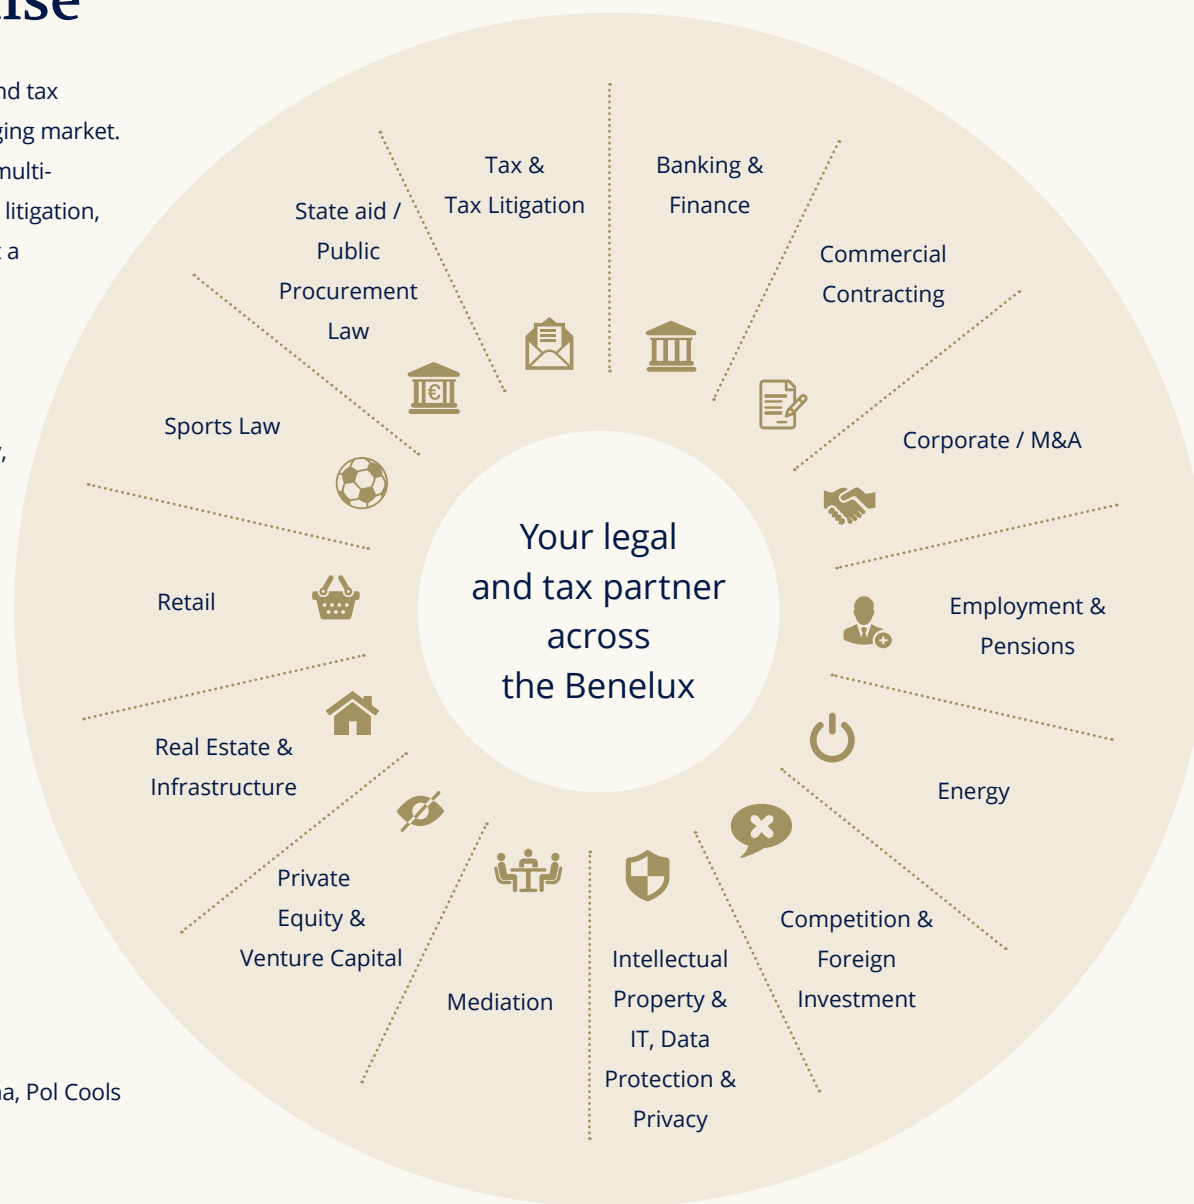 nd tax
ging market.
multi-
litigation,
a
a, Pol Cools
Tax &
Tax Litigation
Banking &
Finance
State aid /
Public
Procurement
Law
Commercial
Contracting
Sports Law
Corporate / M&A
Retail
Employment &
Pensions
Your legal
and tax partner
across
the Benelux
Real Estate &
Infrastructure
Energy
Private
Equity &
Venture Capital
Competition &
Foreign
Investment
Mediation
Intellectual
Property &
IT, Data
Protection &
Privacy